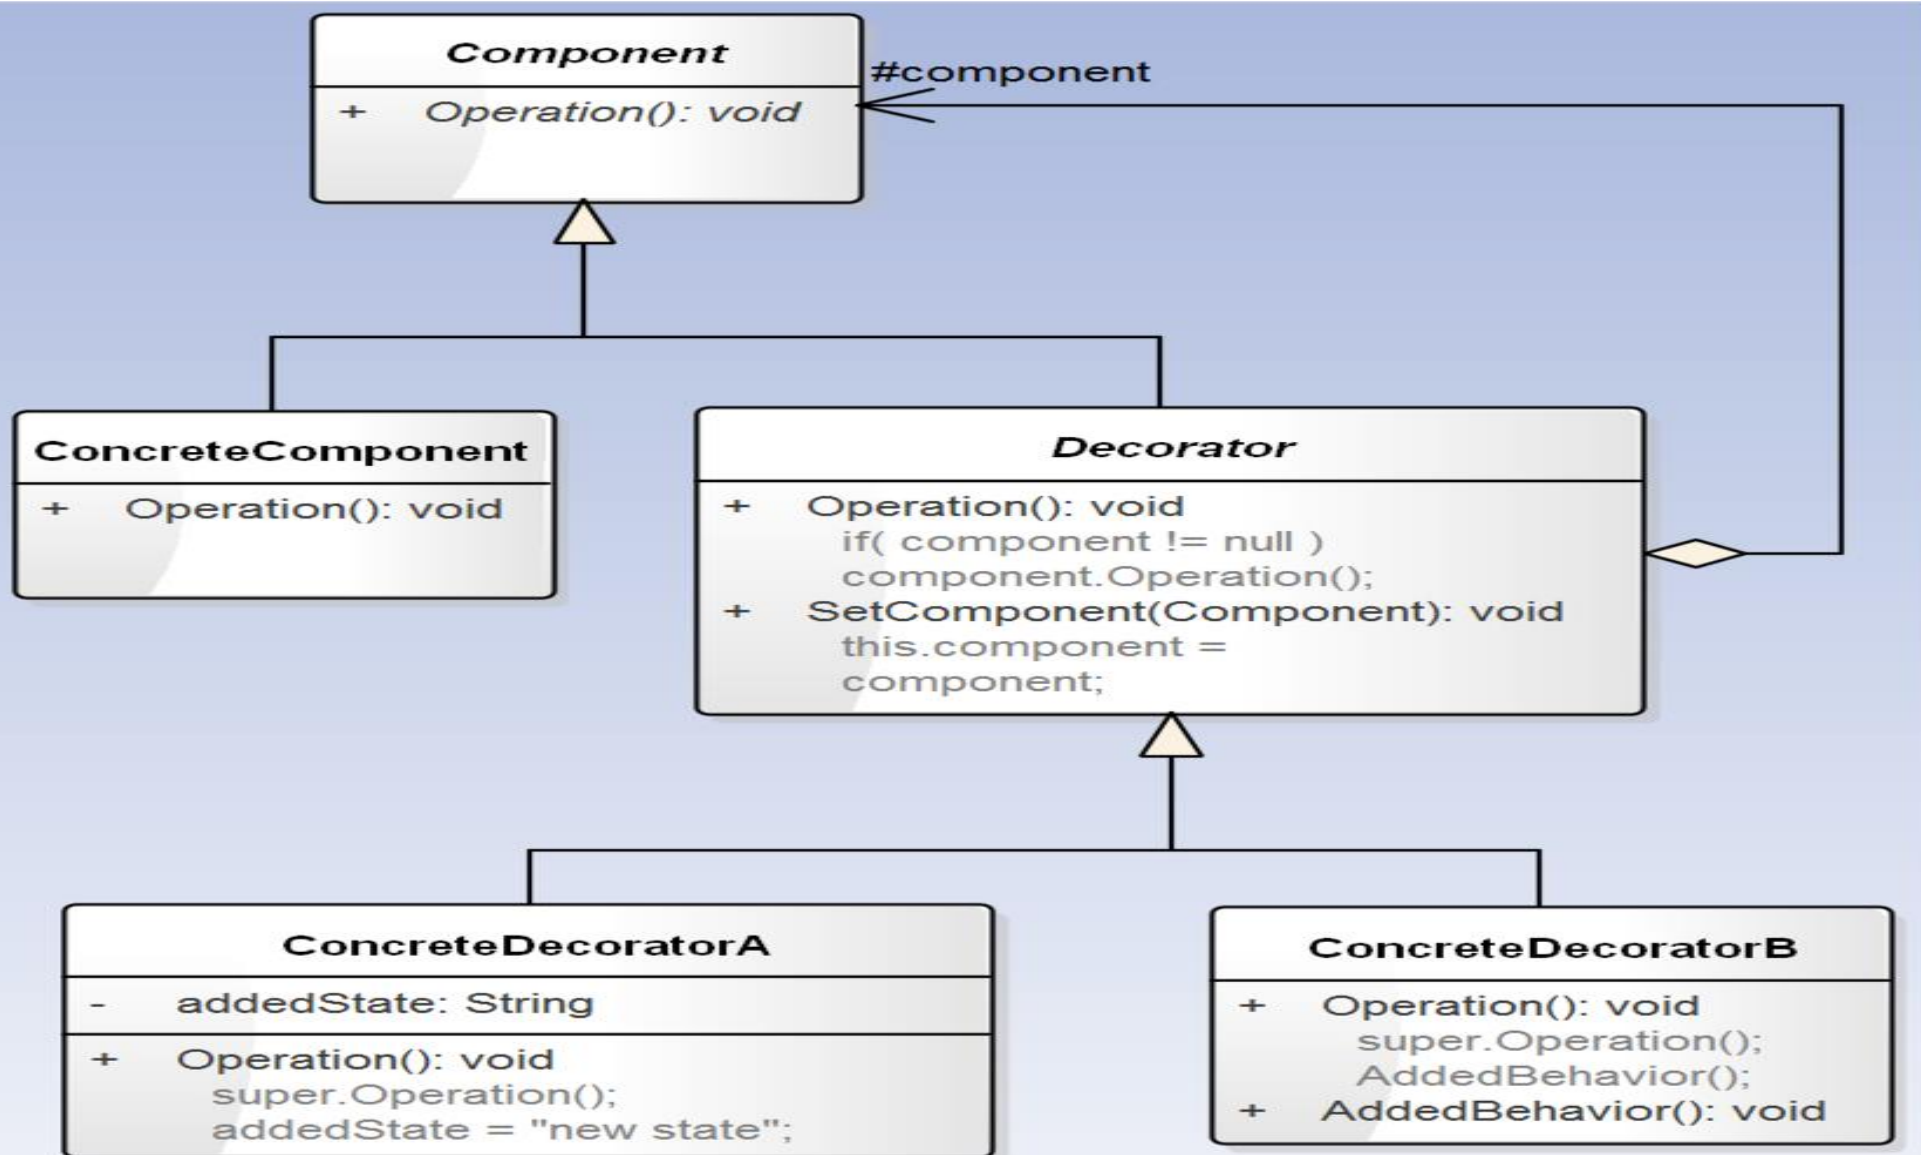 Component
#component
+ Operation(): void
ConcreteComponent
+ Operation(): void
Decorator
+ Operation(): void
if( component != null )
component.Operation();
+ SetComponent(Component): void
this.component =
component;
ConcreteDecoratorA
- addedState: String
+ Operation(): void
super.Operation();
addedState = "new state";
ConcreteDecoratorB
+ Operation(): void
super.Operation();
AddedBehavior();
+ AddedBehavior(): void